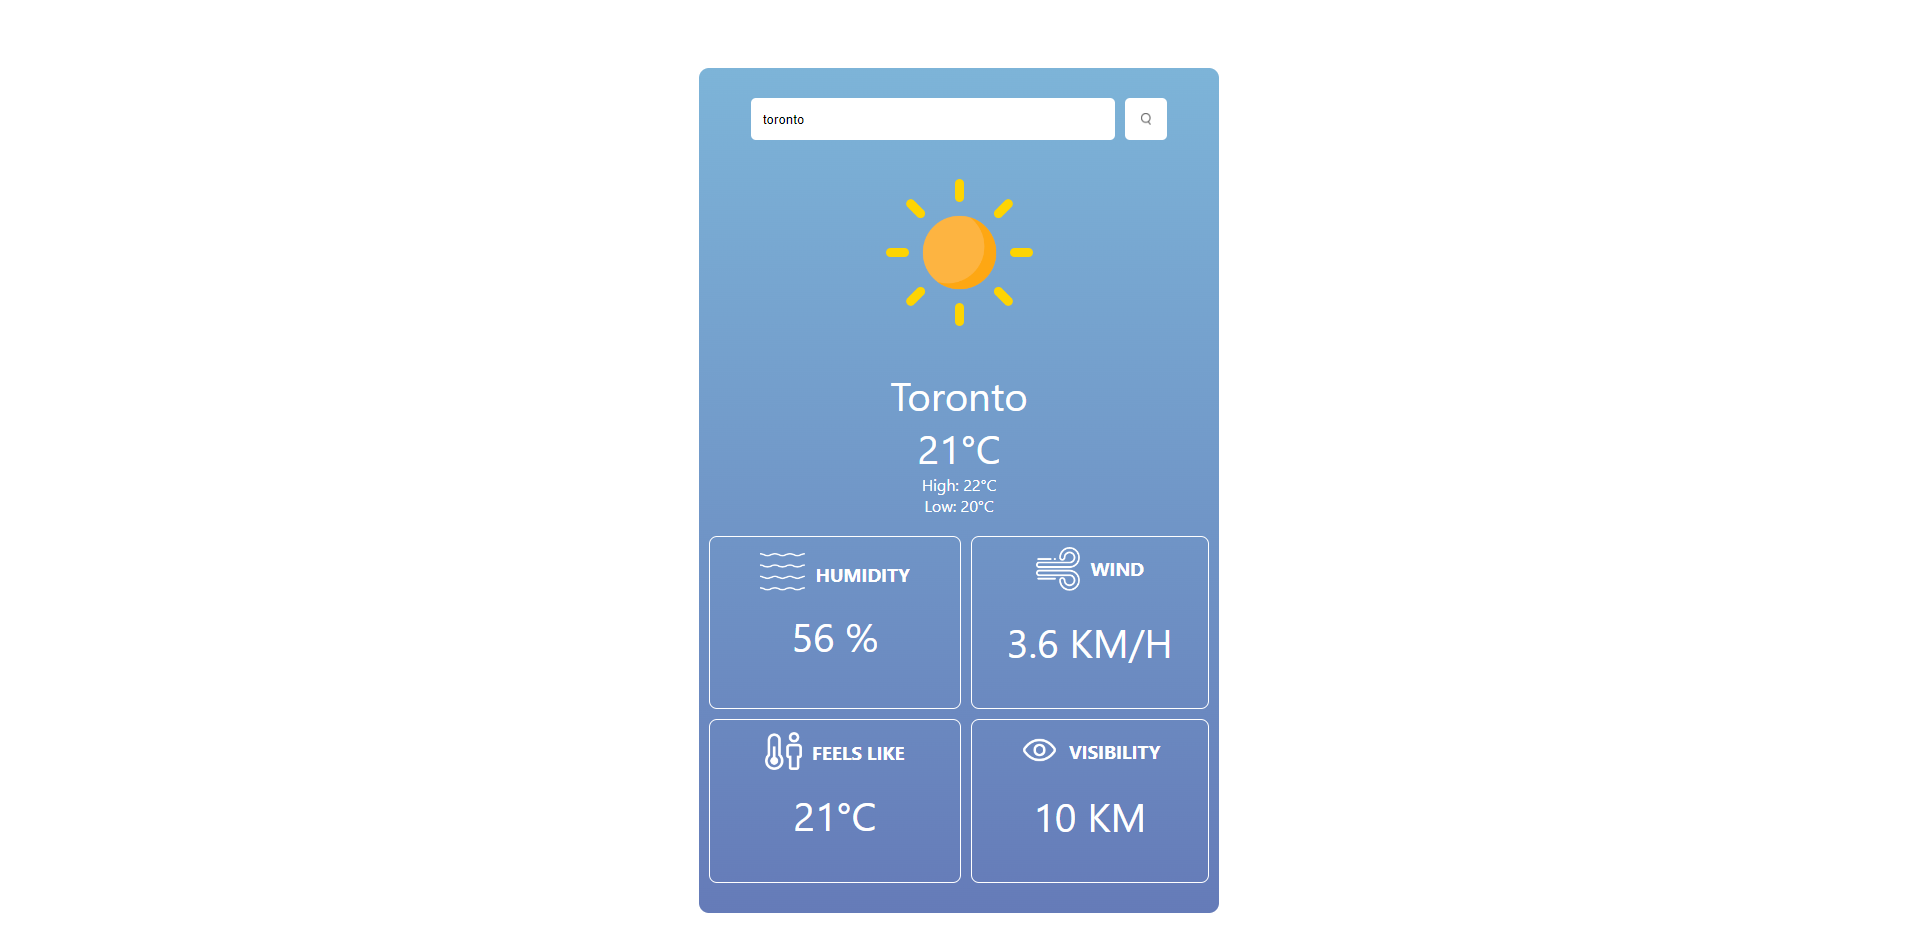 toronto
Toronto
21°C
High: 22°C
Low: 20°C
HUMIDITY
56 %
WIND
3.6 KM/H
FEELS LIKE
21°C
VISIBILITY
10 KM